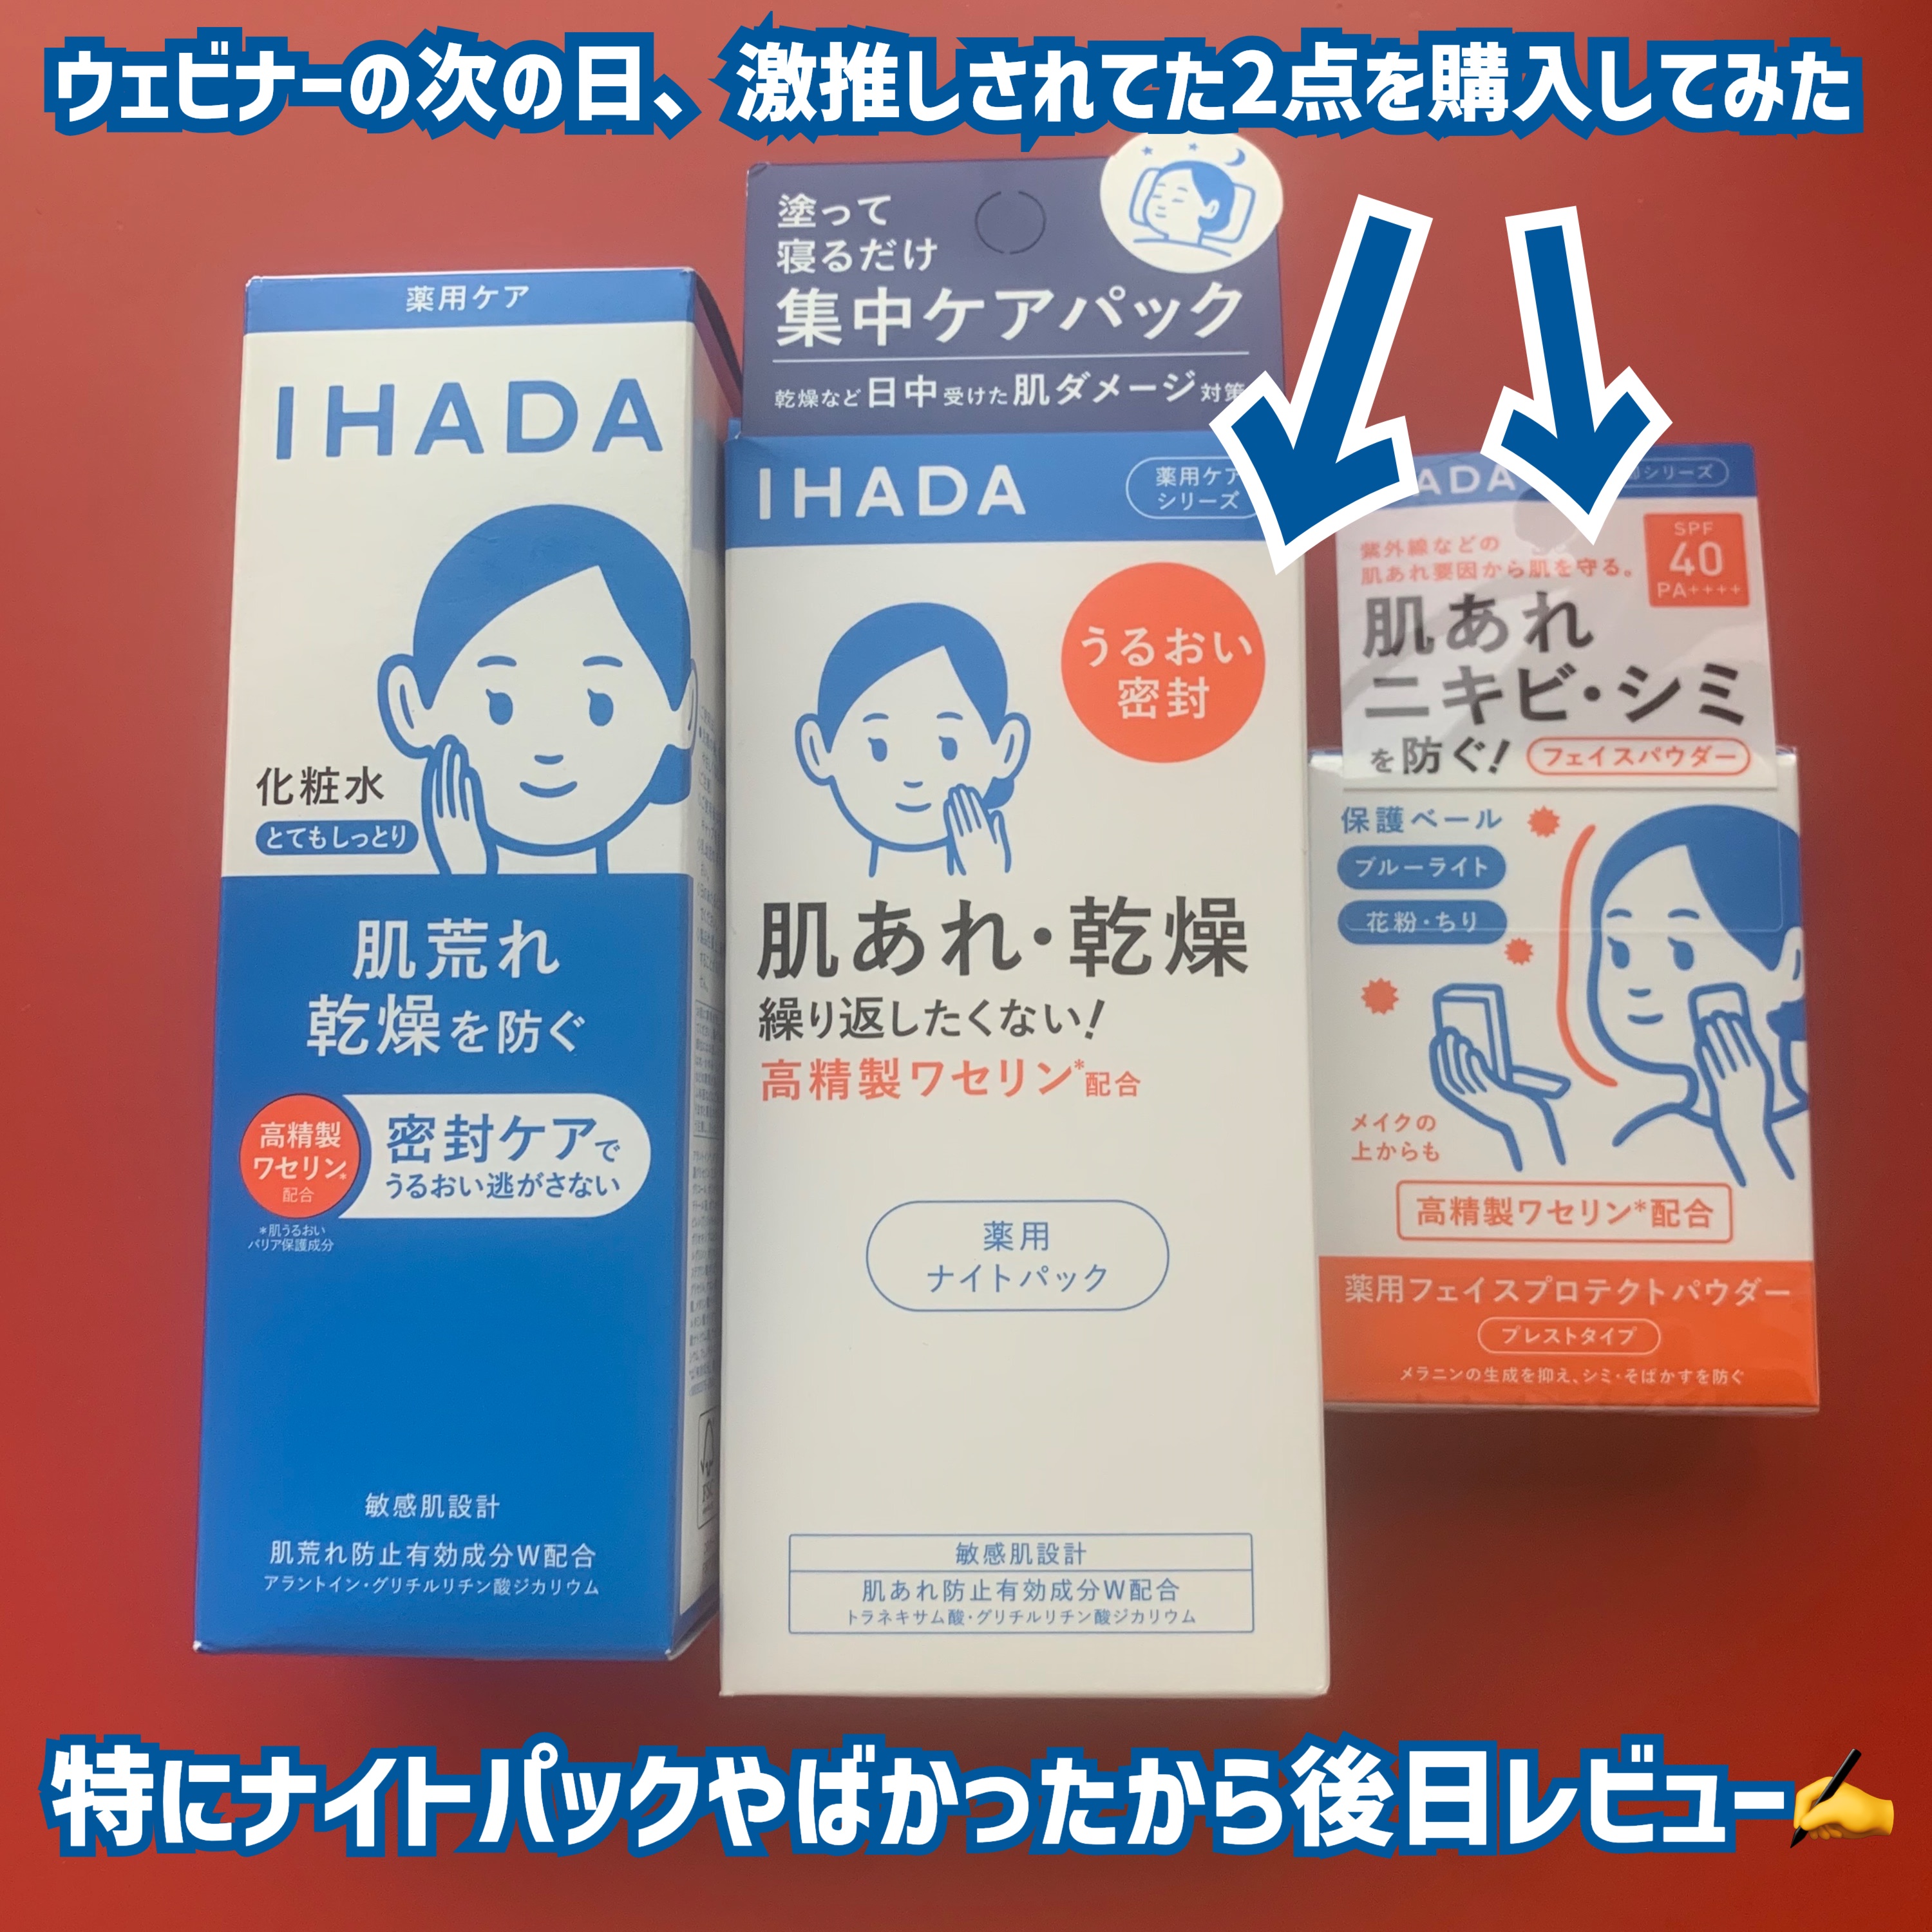 ウェビナーの次の日、激推しされてた2点を購入してみた
薬用ケア
IHADA
化粧水
とてもしっとり
肌荒れ
乾燥を防ぐ
高精製
ワセリン*
配合
密封ケアで
うるおい逃がさない
*肌うるおい
バリア保護成分
敏感肌設計
肌荒れ防止有効成分W配合
アラントイン・グリチルリチン酸ジカリウム
塗って
寝るだけ
集中ケアパック
乾燥など日中受けた肌ダメージ対策
IHADA
薬用ケア
シリーズ
うるおい
密封
肌あれ・乾燥
繰り返したくない!
高精製ワセリン*配合
薬用
ナイトパック
敏感肌設計
肌あれ防止有効成分W配合
トラネキサム酸・グリチルリチン酸ジカリウム
ADA
シリーズ
紫外線などの
肌あれ要因から肌を守る。
SPF
40
PA++++
肌あれ
ニキビ・シミ
を防ぐ!
フェイスパウダー
保護ベール
ブルーライト
花粉・ちり
メイクの
上からも
高精製ワセリン*配合
薬用フェイスプロテクトパウダー
プレストタイプ
メラニンの生成を抑え、シミ・そばかすを防ぐ
特にナイトパックやばかったから後日レビュー✍️